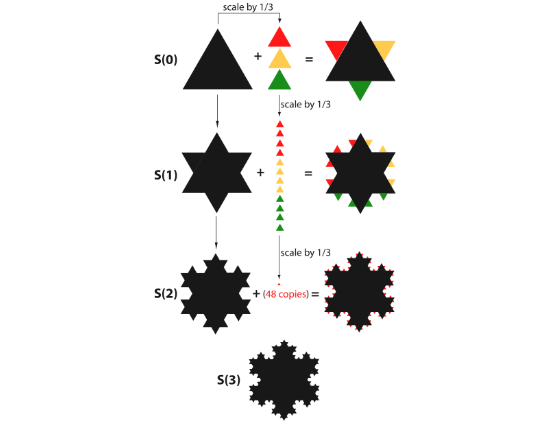 scale by 1/3
S(0)
+
=
scale by 1/3
S(1)
+
=
scale by 1/3
S(2)
+ (48 copies) =
S(3)